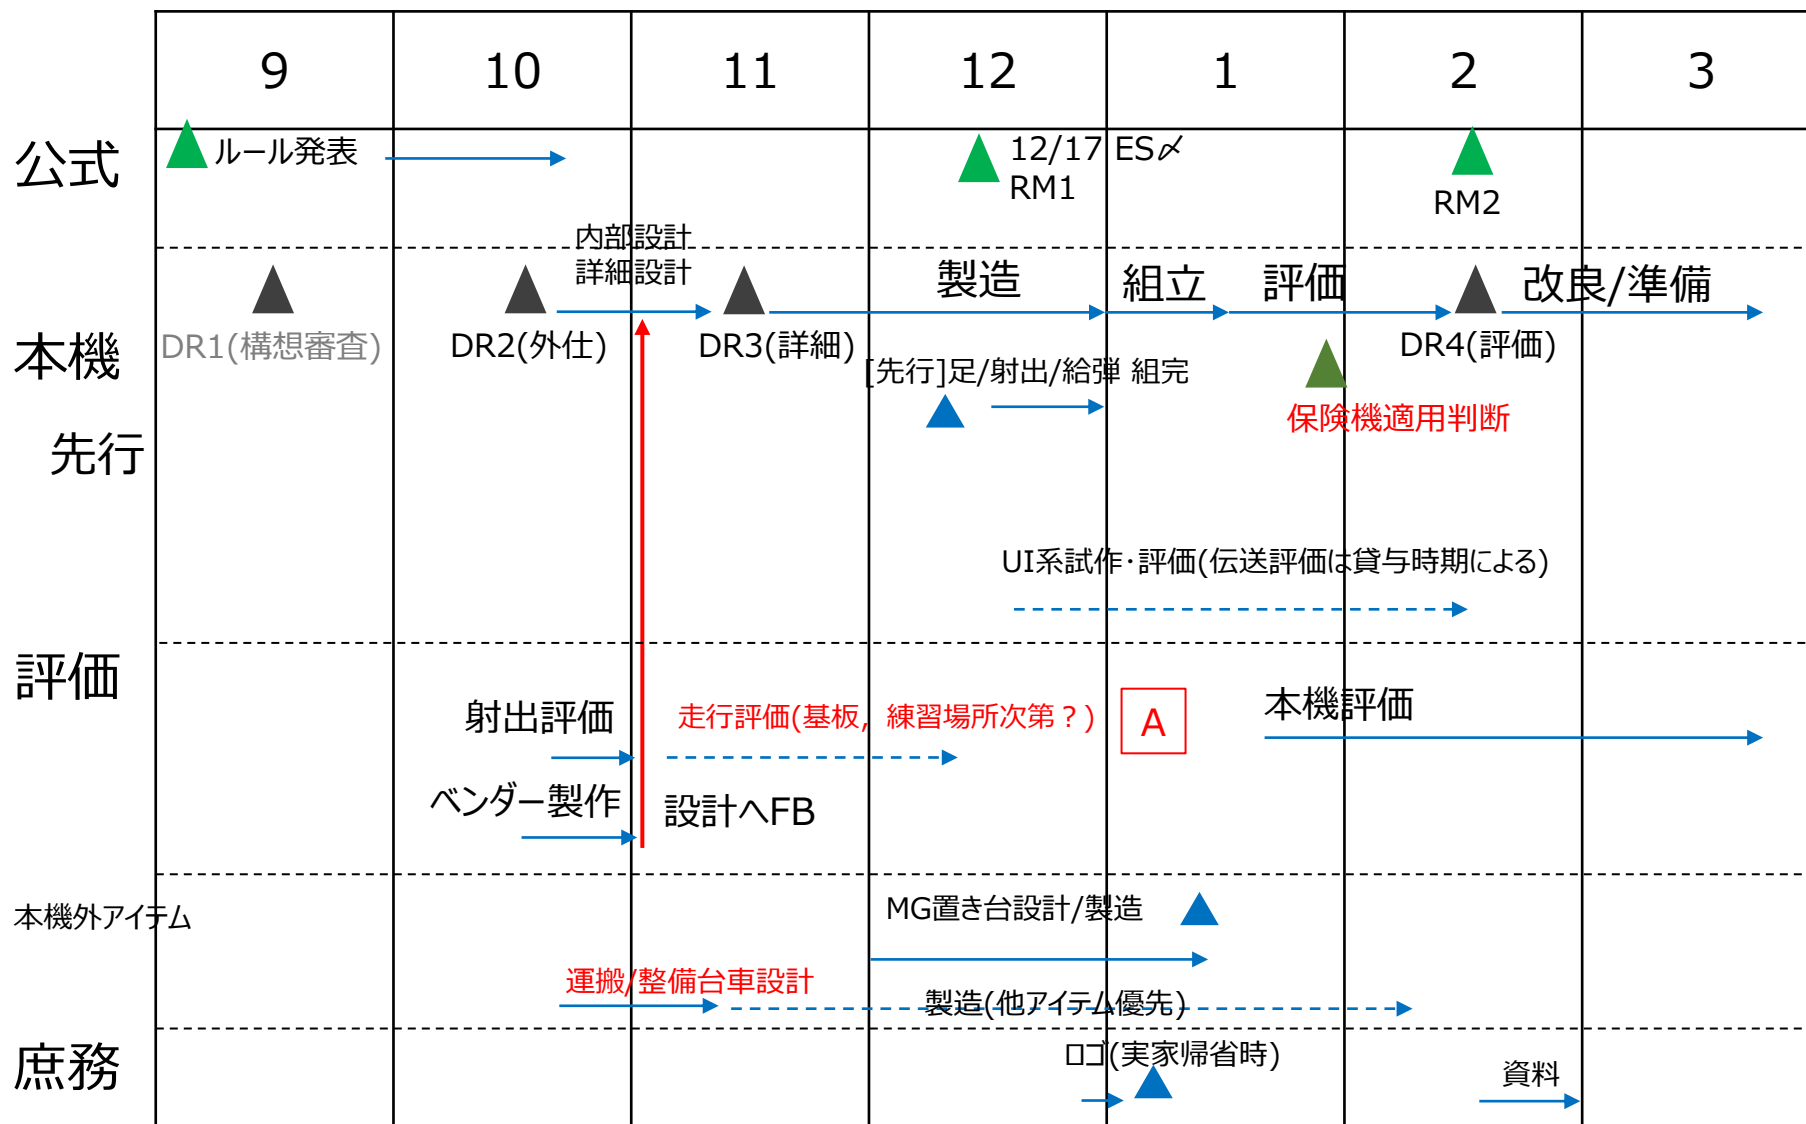 9 10 11 12 1 2 3
公式
ルール発表
12/17 ES〆
RM1
RM2
本機
先行
内部設計
詳細設計
製造
組立
評価
改良/準備
DR1(構想審査)
DR2(外仕)
DR3(詳細)
DR4(評価)
[先行]足/射出/給弾 組完
保険機適用判断
UI系試作・評価(伝送評価は貸与時期による)
評価
射出評価
走行評価(基板, 練習場所次第？)
A
本機評価
ベンダー製作
設計へFB
本機外アイテム
MG置き台設計/製造
運搬/整備台車設計
製造(他アイテム優先)
庶務
ロゴ(実家帰省時)
資料